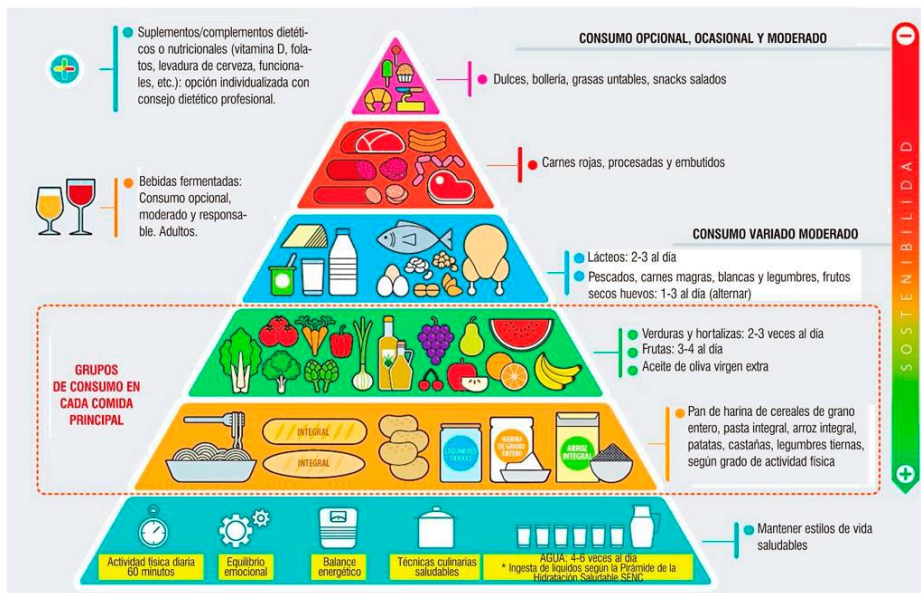 Suplementos/complementos dietéti-
cos o nutricionales (vitamina D, fola-
tos, levadura de cerveza, funciona-
les, etc.): opción individualizada con
consejo dietético profesional.
CONSUMO OPCIONAL, OCASIONAL Y MODERADO
Dulces, bollería, grasas untables, snacks salados
Carnes rojas, procesadas y embutidos
Bebidas fermentadas:
Consumo opcional,
moderado y responsa-
ble. Adultos.
CONSUMO VARIADO MODERADO
Lácteos: 2-3 al día
Pescados, carnes magras, blancas y legumbres, frutos
secos huevos: 1-3 al día (alternar)
GRUPOS
DE CONSUMO EN
CADA COMIDA
PRINCIPAL
Verduras y hortalizas: 2-3 veces al día
Frutas: 3-4 al día
Aceite de oliva virgen extra
INTEGRAL
INTEGRAL
LEGUMBRES
TIERNAS
HARINA
DE GRANO
ENTERO
ARROZ
INTEGRAL
Pan de harina de cereales de grano
entero, pasta integral, arroz integral,
patatas, castañas, legumbres tiernas,
según grado de actividad física
Mantener estilos de vida
saludables
Actividad física diaria
60 minutos
Equilibrio
emocional
Balance
energético
Técnicas culinarias
saludables
AGUA: 4-6 veces al día
* Ingesta de líquidos según la Pirámide de la
Hidratación Saludable SENC
SOSTENIBILIDAD